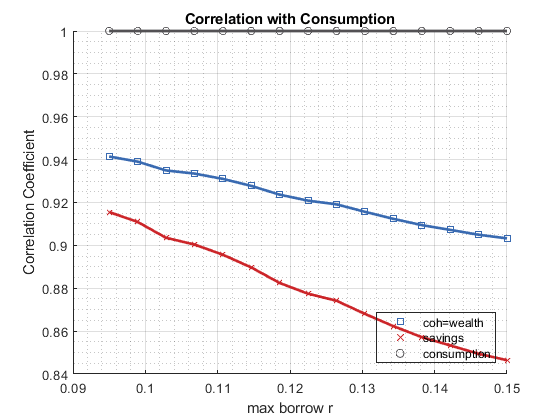 Correlation with Consumption
1
0.98
0.96
0.94
0.92
0.9
0.88
0.86
0.84
Correlation Coefficient
coh=wealth
savings
consumption
0.09 0.1 0.11 0.12 0.13 0.14 0.15
max borrow r